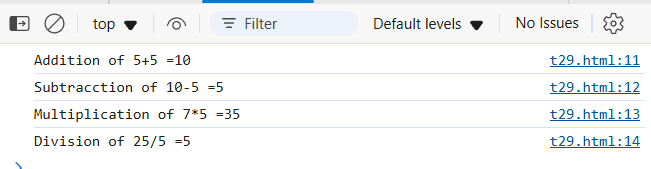 top Filter Default levels No Issues
Addition of 5+5 =10 t29.html:11
Subtracction of 10-5 =5 t29.html:12
Multiplication of 7*5 =35 t29.html:13
Division of 25/5 =5 t29.html:14